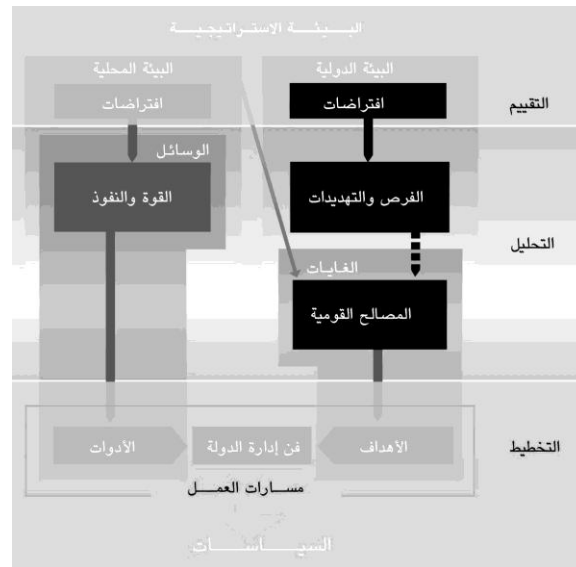 البيئة الاستراتيجية
البيئة الدولية
البيئة المحلية
افتراضات
افتراضات
التقييم
الوسائل
الفرص والتهديدات
القوة والنفوذ
التحليل
الغايات
المصالح القومية
الأهداف
فن إدارة الدولة
الأدوات
التخطيط
مسارات العمل
السياسات